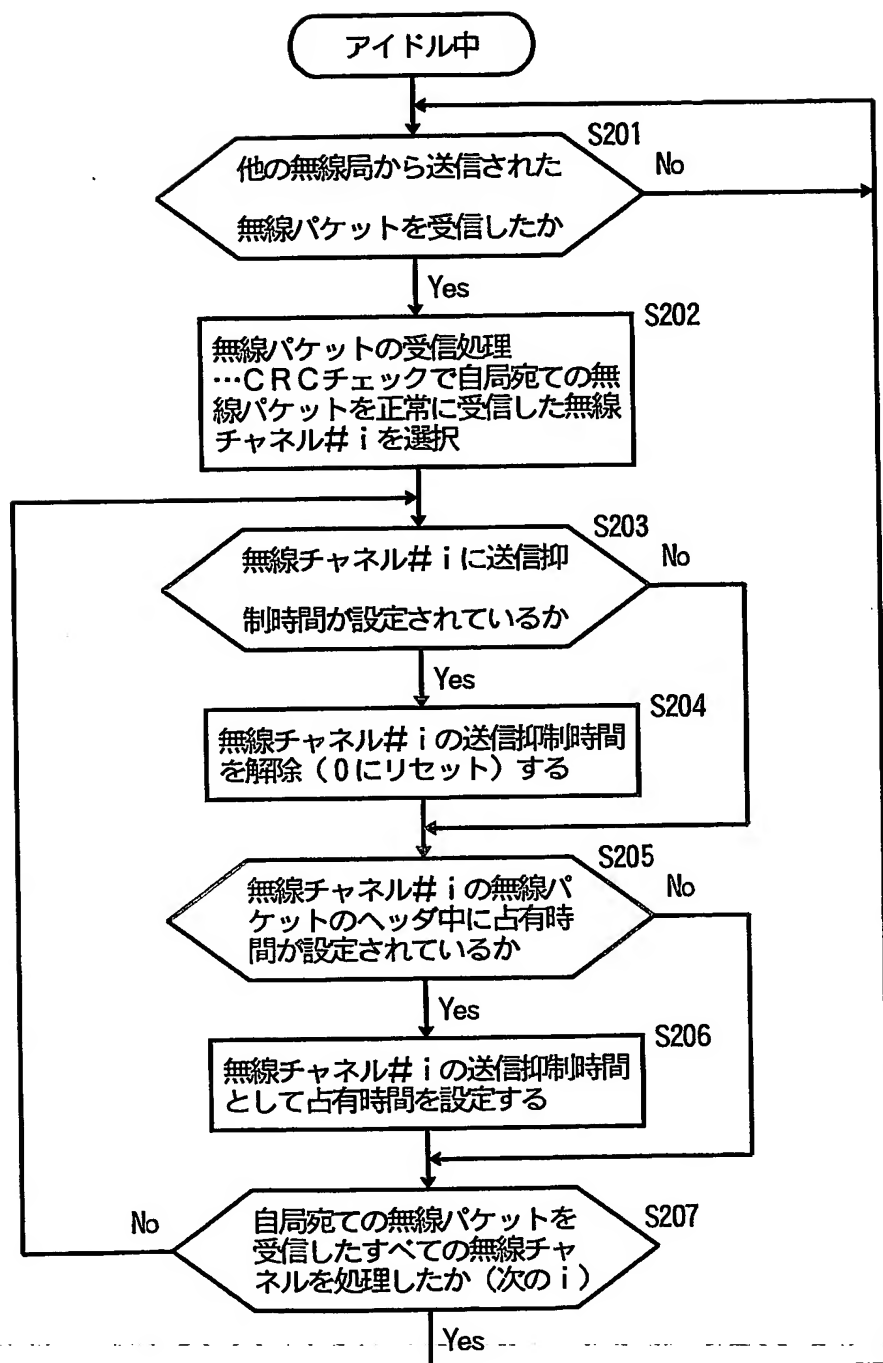 アイドル中
S201
他の無線局から送信された
無線パケットを受信したか
No
Yes
S202
無線パケットの受信処理
…CRCチェックで自局宛ての無
線パケットを正常に受信した無線
チャネル#iを選択
S203
無線チャネル#iに送信抑
制時間が設定されているか
No
Yes
S204
無線チャネル#iの送信抑制時間
を解除（0にリセット）する
S205
無線チャネル#iの無線パ
ケットのヘッダ中に占有時
間が設定されているか
No
Yes
S206
無線チャネル#iの送信抑制時間
として占有時間を設定する
S207
自局宛ての無線パケットを
受信したすべての無線チャ
ネルを処理したか（次のi）
No
Yes